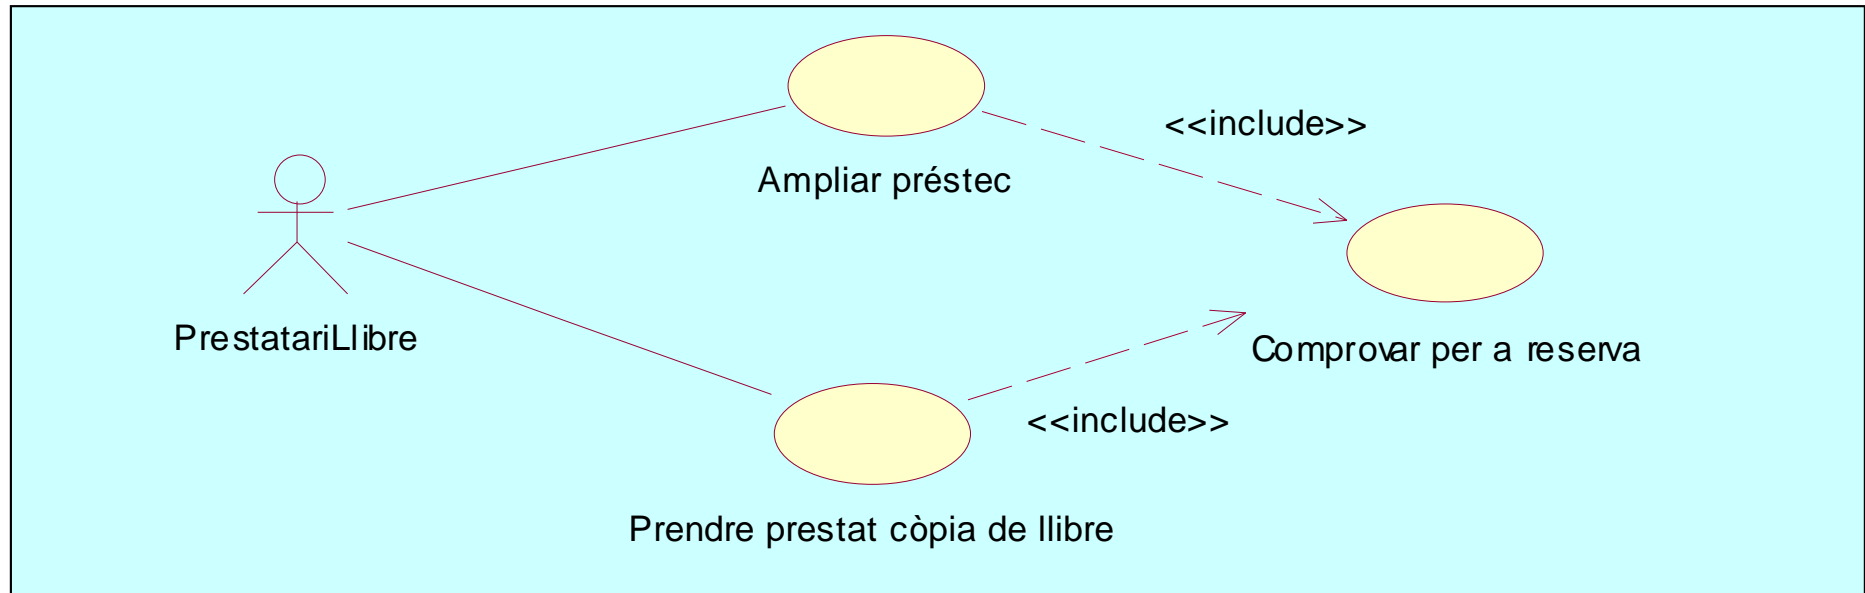 <<include>>
Ampliar préstec
PrestatariLlibre
Comprovar per a reserva
<<include>>
Prendre prestat còpia de llibre